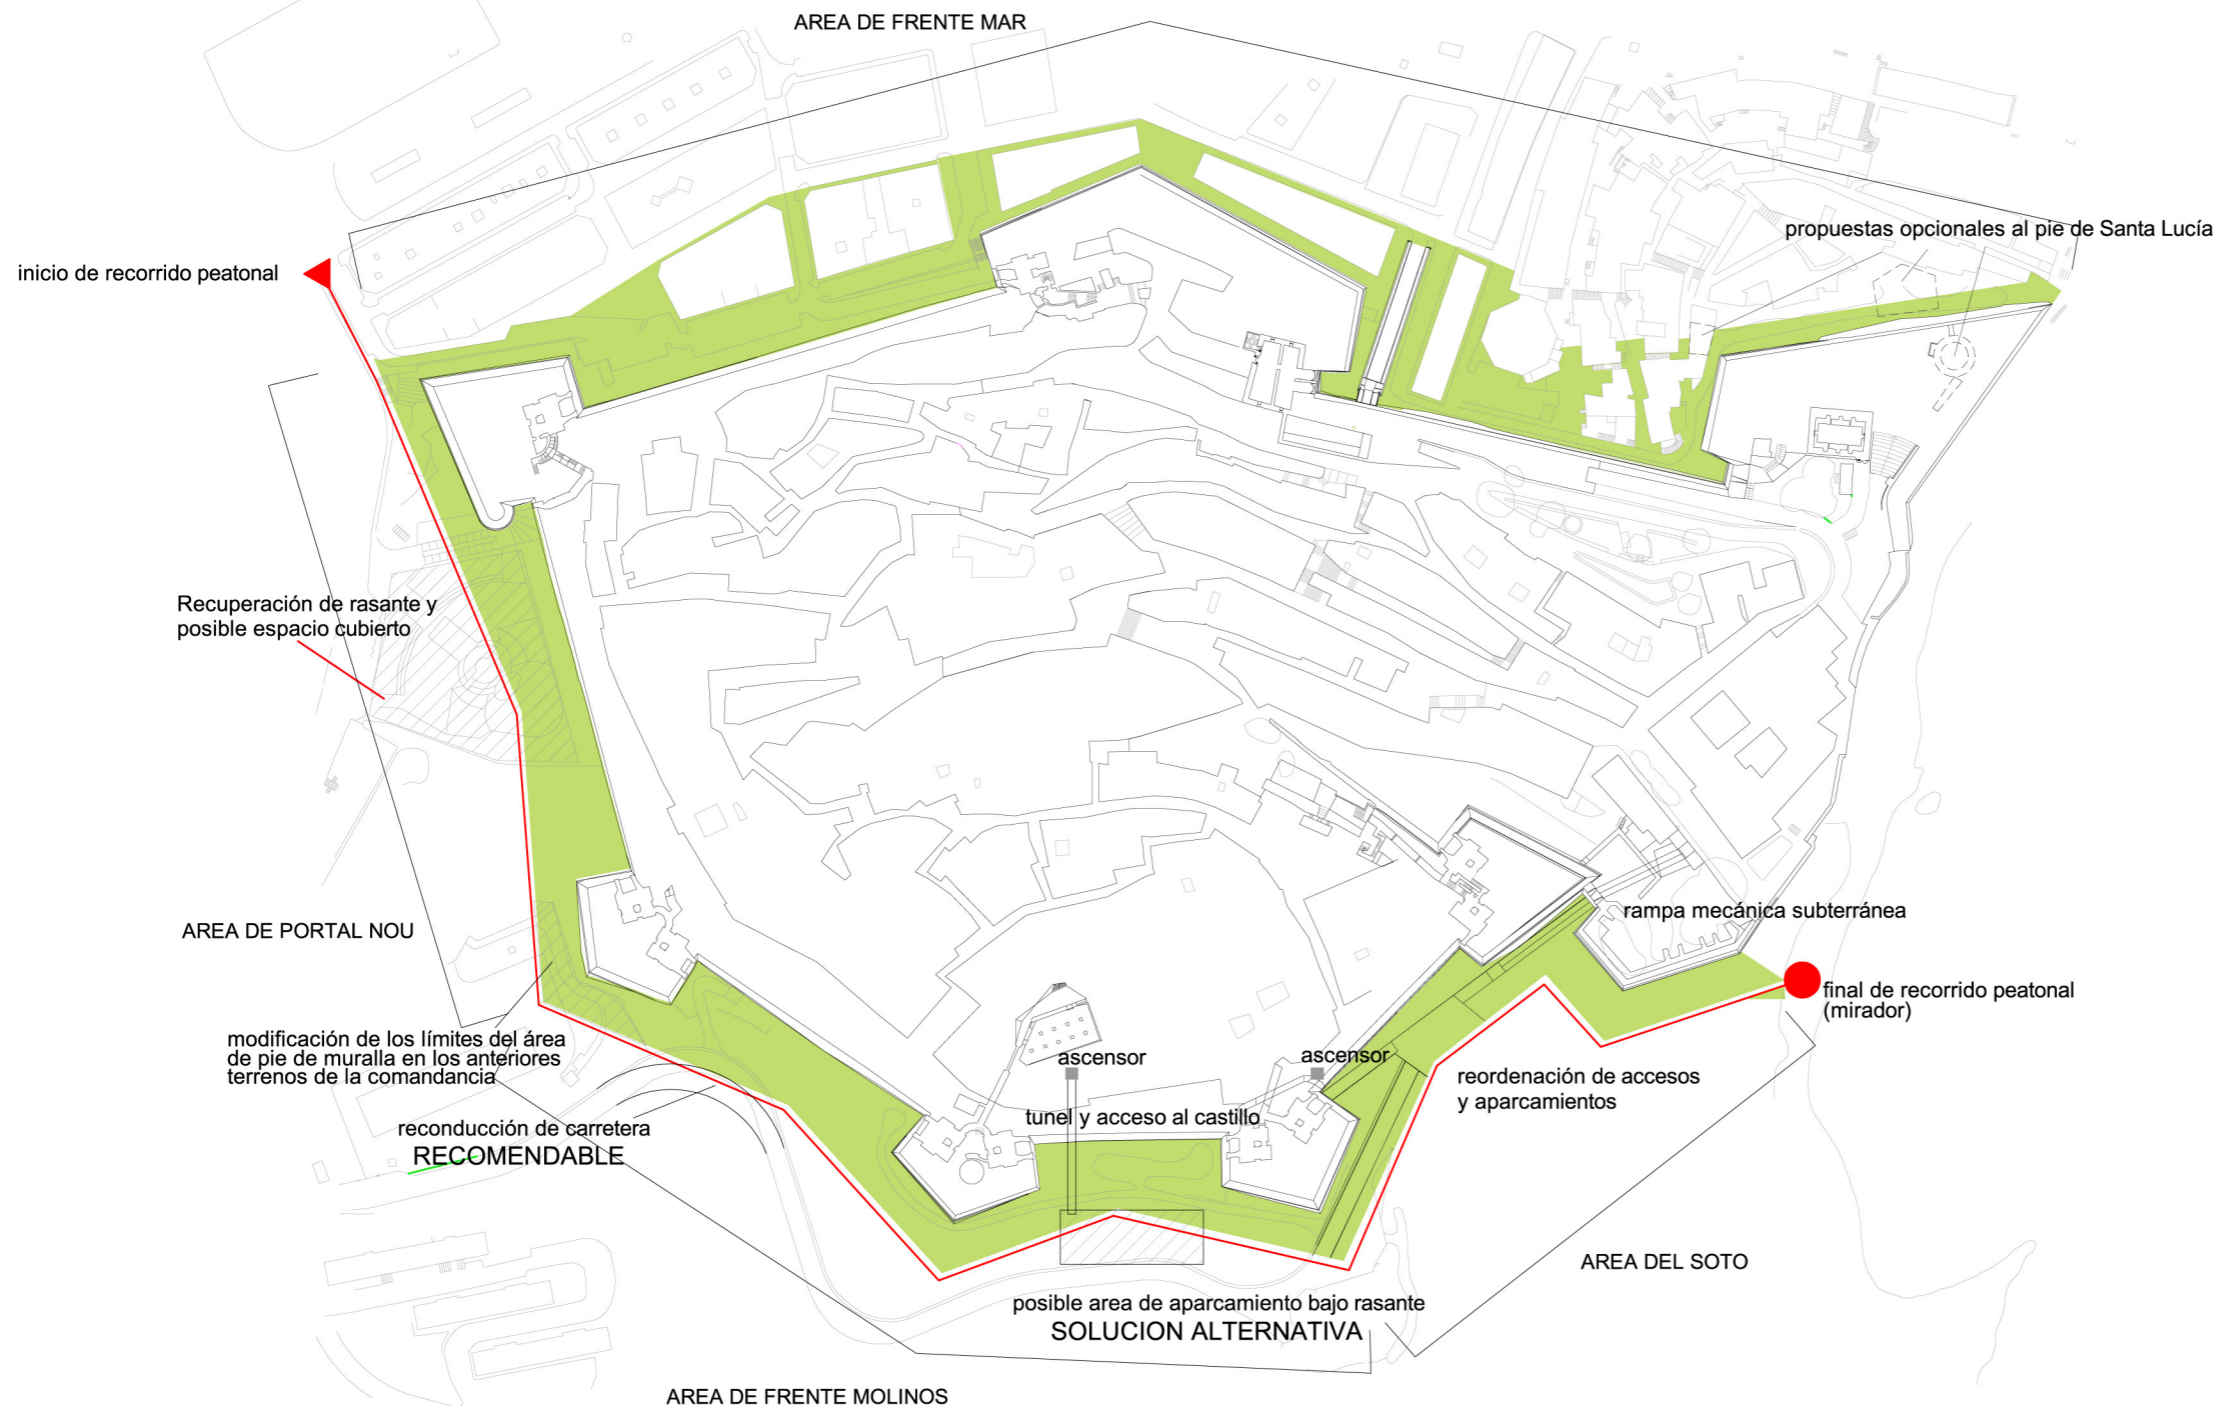 AREA DE FRENTE MAR
propuestas opcionales al pie de Santa Lucía
inicio de recorrido peatonal
Recuperación de rasante y
posible espacio cubierto
AREA DE PORTAL NOU
rampa mecánica subterránea
final de recorrido peatonal
(mirador)
modificación de los límites del área
de pie de muralla en los anteriores
terrenos de la comandancia
ascensor
ascensor
reordenación de accesos
y aparcamientos
tunel y acceso al castillo
reconducción de carretera
RECOMENDABLE
AREA DEL SOTO
posible area de aparcamiento bajo rasante
SOLUCION ALTERNATIVA
AREA DE FRENTE MOLINOS